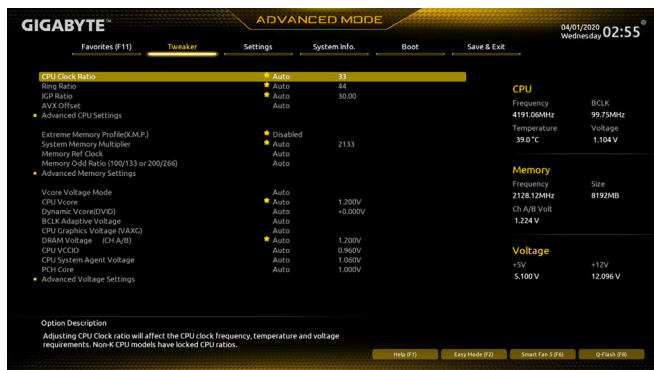 GIGABYTE™
ADVANCED MODE
04/01/2020
Wednesday 02:55
Favorites (F11) Tweaker Settings System Info. Boot Save & Exit
CPU Clock Ratio Auto 33
Ring Ratio Auto 44
IGP Ratio Auto 30.00
AVX Offset Auto
Advanced CPU Settings
Extreme Memory Profile(X.M.P.) Disabled
System Memory Multiplier Auto 2133
Memory Ref Clock Auto
Memory Odd Ratio (100/133 or 200/266) Auto
Advanced Memory Settings
Vcore Voltage Mode Auto
CPU Vcore Auto 1.200V
Dynamic Vcore(DVID) Auto +0.000V
BCLK Adaptive Voltage Auto
CPU Graphics Voltage (VAXG) Auto
DRAM Voltage (CH A/B) Auto 1.200V
CPU VCCIO Auto 0.960V
CPU System Agent Voltage Auto 1.060V
PCH Core Auto 1.000V
Advanced Voltage Settings
CPU
Frequency BCLK
4191.06MHz 99.75MHz
Temperature Voltage
39.0 °C 1.104 V
Memory
Frequency Size
2128.12MHz 8192MB
Ch A/B Volt
1.224 V
Voltage
+5V +12V
5.100 V 12.096 V
Option Description
Adjusting CPU Clock ratio will affect the CPU clock frequency, temperature and voltage
requirements. Non-K CPU models have locked CPU ratios.
Help (F1) Easy Mode (F2) Smart Fan 5 (F6) Q-Flash (F8)